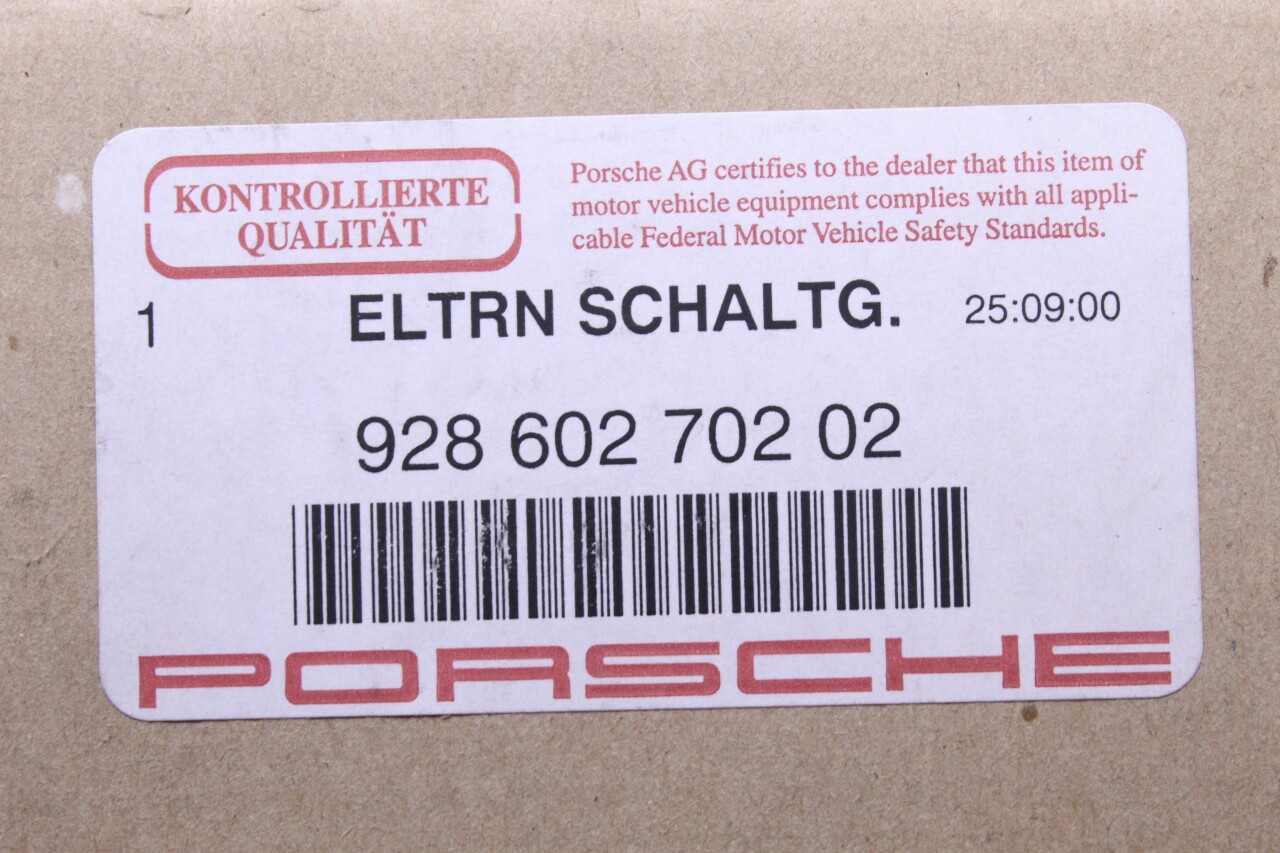 KONTROLLIERTE
QUALITÄT
Porsche AG certifies to the dealer that this item of
motor vehicle equipment complies with all appli-
cable Federal Motor Vehicle Safety Standards.
1 ELTRN SCHALTG. 25:09:00
928 602 702 02
PORSCHE